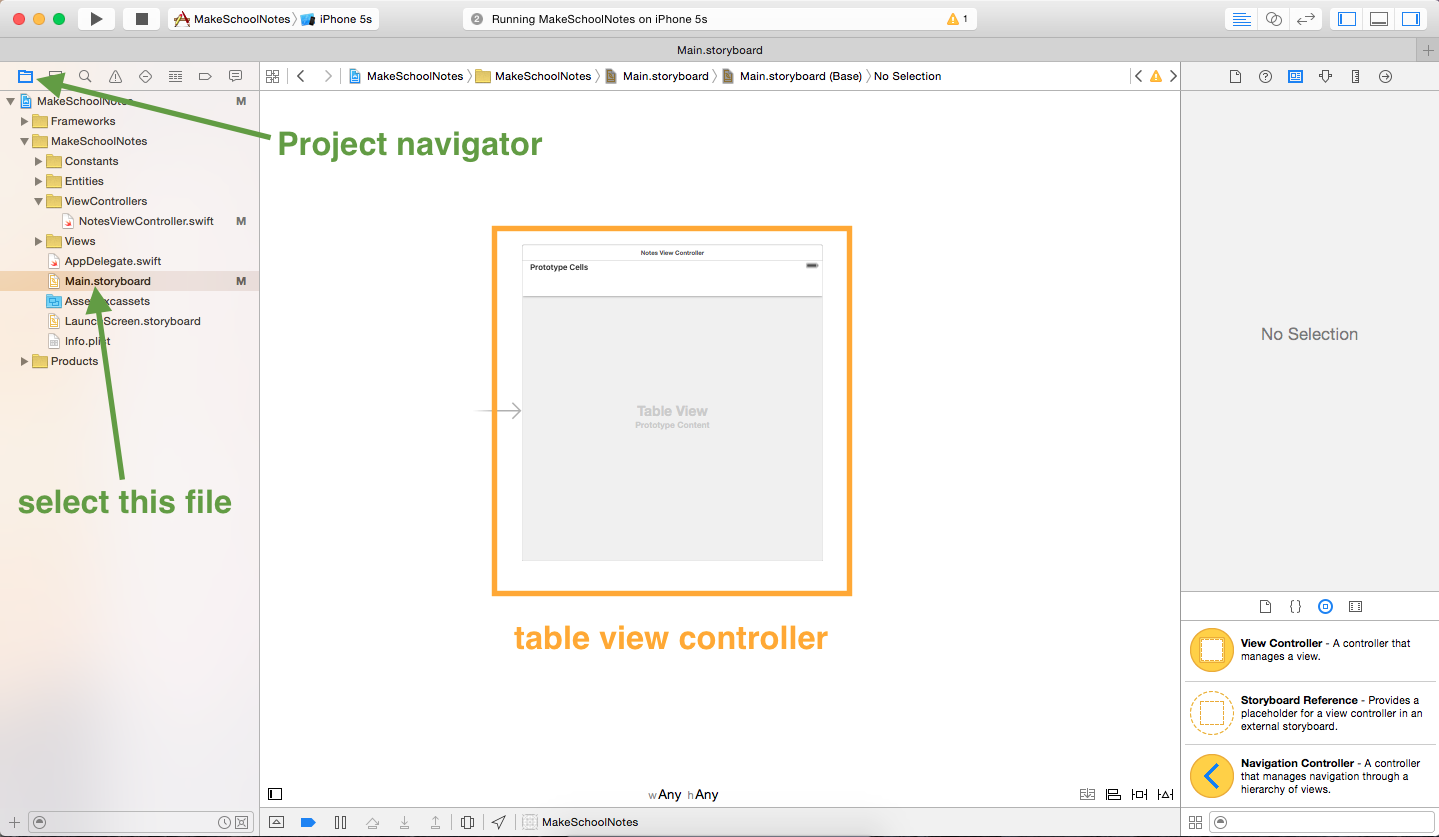 MakeSchoolNotes
iPhone 5s
2
Running MakeSchoolNotes on iPhone 5s
1
Main.storyboard
MakeSchoolNotes
MakeSchoolNotes
Main.storyboard
Main.storyboard (Base)
No Selection
M
Frameworks
MakeSchoolNotes
Constants
Entities
ViewControllers
NotesViewController.swift
M
Views
AppDelegate.swift
Main.storyboard
M
LaunchScreen.storyboard
Info.plist
Products
Project navigator
select this file
Notes View Controller
Prototype Cells
Table View
Prototype Content
table view controller
No Selection
View Controller - A controller that
manages a view.
Storyboard Reference - Provides a
placeholder for a view controller in an
external storyboard.
Navigation Controller - A controller
that manages navigation through a
hierarchy of views.
wAny hAny
MakeSchoolNotes